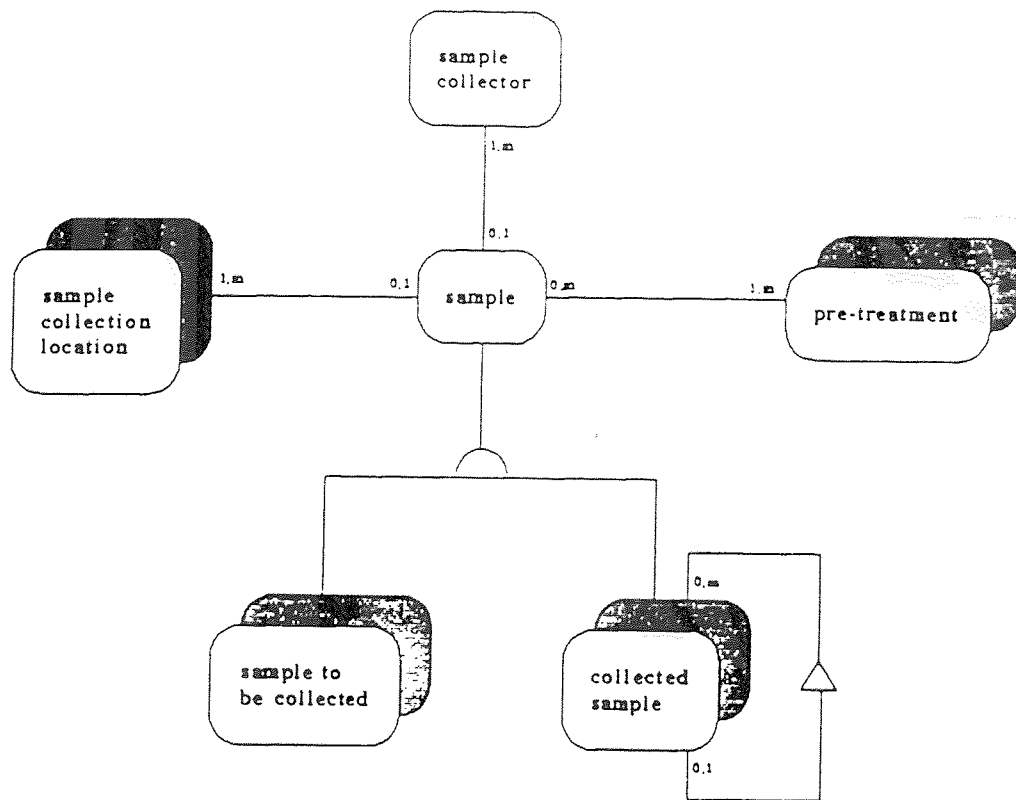 sample
collector
1,m
0,1
sample
collection
location
1,m
0,1
sample
0,m
1,m
pre-treatment
sample to
be collected
0,m
collected
sample
0,1